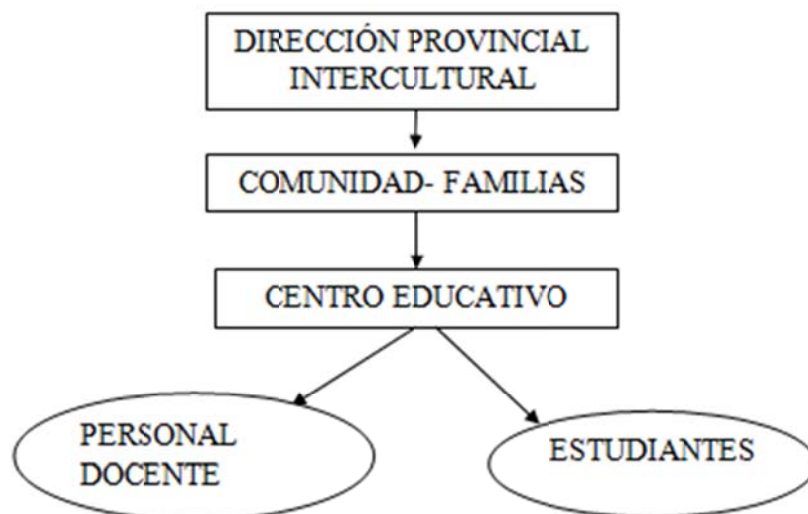 DIRECCIÓN PROVINCIAL
INTERCULTURAL
COMUNIDAD- FAMILIAS
CENTRO EDUCATIVO
PERSONAL
DOCENTE
ESTUDIANTES